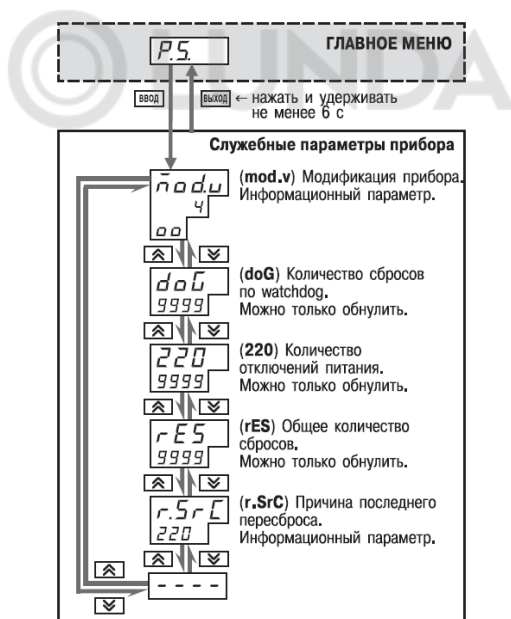 LUNDA
P.S.
ГЛАВНОЕ МЕНЮ
ВВОД
ВЫХОД
← нажать и удерживать
не менее 6 с
Служебные параметры прибора
mod.u
4
oo
(mod.v) Модификация прибора.
Информационный параметр.
doG
9999
(doG) Количество сбросов
по watchdog.
Можно только обнулить.
220
9999
(220) Количество
отключений питания.
Можно только обнулить.
rES
9999
(rES) Общее количество
сбросов.
Можно только обнулить.
r.SrC
220
(r.SrC) Причина последнего
пересброса.
Информационный параметр.
- - - -